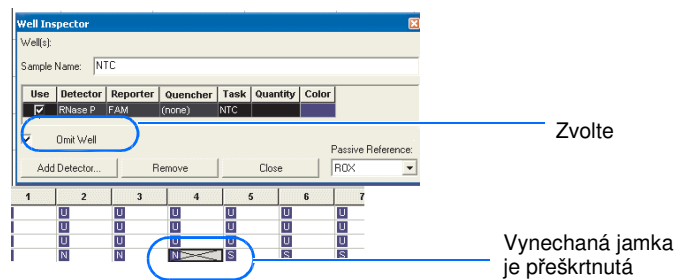 Well Inspector
Well(s):
Sample Name: NTC
Use Detector Reporter Quencher Task Quantity Color
RNase P FAM (none) NTC
Omit Well
Zvolte
Passive Reference:
Add Detector... Remove Close ROX
1 2 3 4 5 6 7
U U U U U U
U U U U U U
U U U U U U
N N N S S S
Vynechaná jamka
je přeškrtnutá